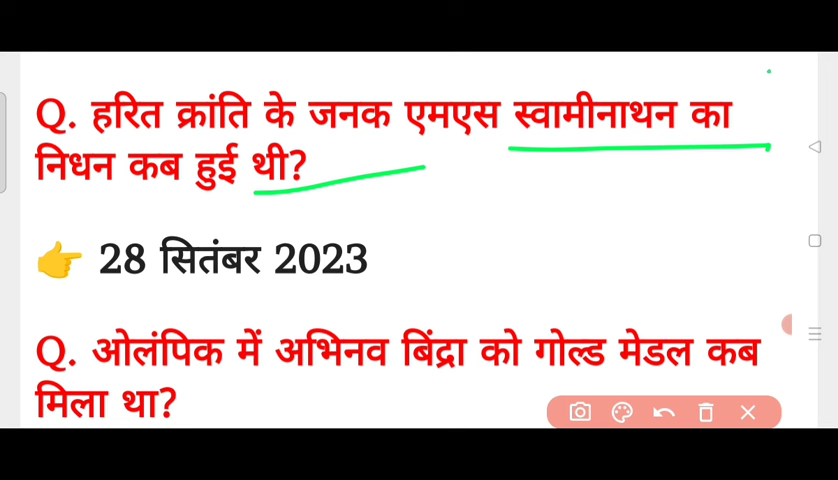 Q. हरित क्रांति के जनक एमएस स्वामीनाथन का
निधन कब हुई थी?
👉 28 सितंबर 2023
Q. ओलंपिक में अभिनव बिंद्रा को गोल्ड मेडल कब
मिला था?